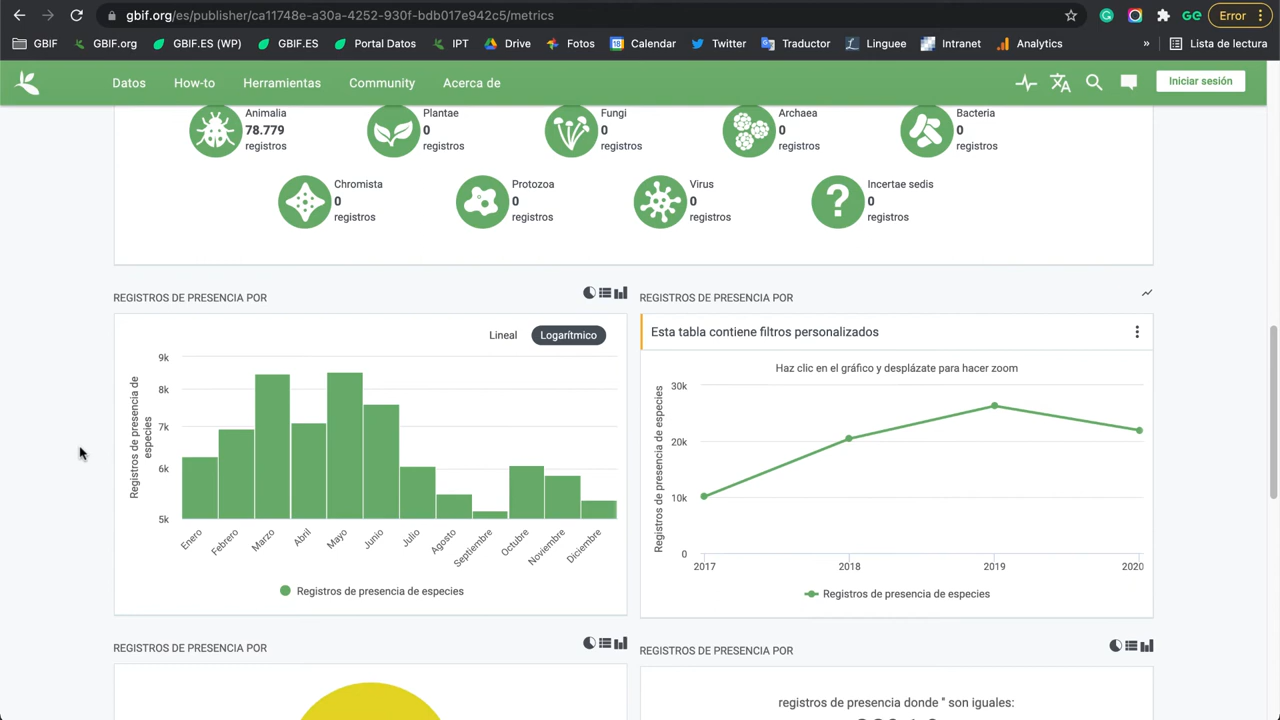 gbif.org/es/publisher/ca11748e-a30a-4252-930f-bdb017e942c5/metrics
Error
GBIF
GBIF.org
GBIF.ES (WP)
GBIF.ES
Portal Datos
IPT
Drive
Fotos
Calendar
Twitter
Traductor
Linguee
Intranet
Analytics
»
Lista de lectura
Datos
How-to
Herramientas
Community
Acerca de
Iniciar sesión
Animalia
78.779
registros
Plantae
0
registros
Fungi
0
registros
Archaea
0
registros
Bacteria
0
registros
Chromista
0
registros
Protozoa
0
registros
Virus
0
registros
Incertae sedis
0
registros
REGISTROS DE PRESENCIA POR
Lineal
Logarítmico
Registros de presencia de
especies
9k
8k
7k
6k
5k
Enero
Febrero
Marzo
Abril
Mayo
Junio
Julio
Agosto
Septiembre
Octubre
Noviembre
Diciembre
Registros de presencia de especies
REGISTROS DE PRESENCIA POR
Esta tabla contiene filtros personalizados
Haz clic en el gráfico y desplázate para hacer zoom
Registros de presencia de especies
30k
20k
10k
0
2017
2018
2019
2020
Registros de presencia de especies
REGISTROS DE PRESENCIA POR
REGISTROS DE PRESENCIA POR
registros de presencia donde " son iguales: